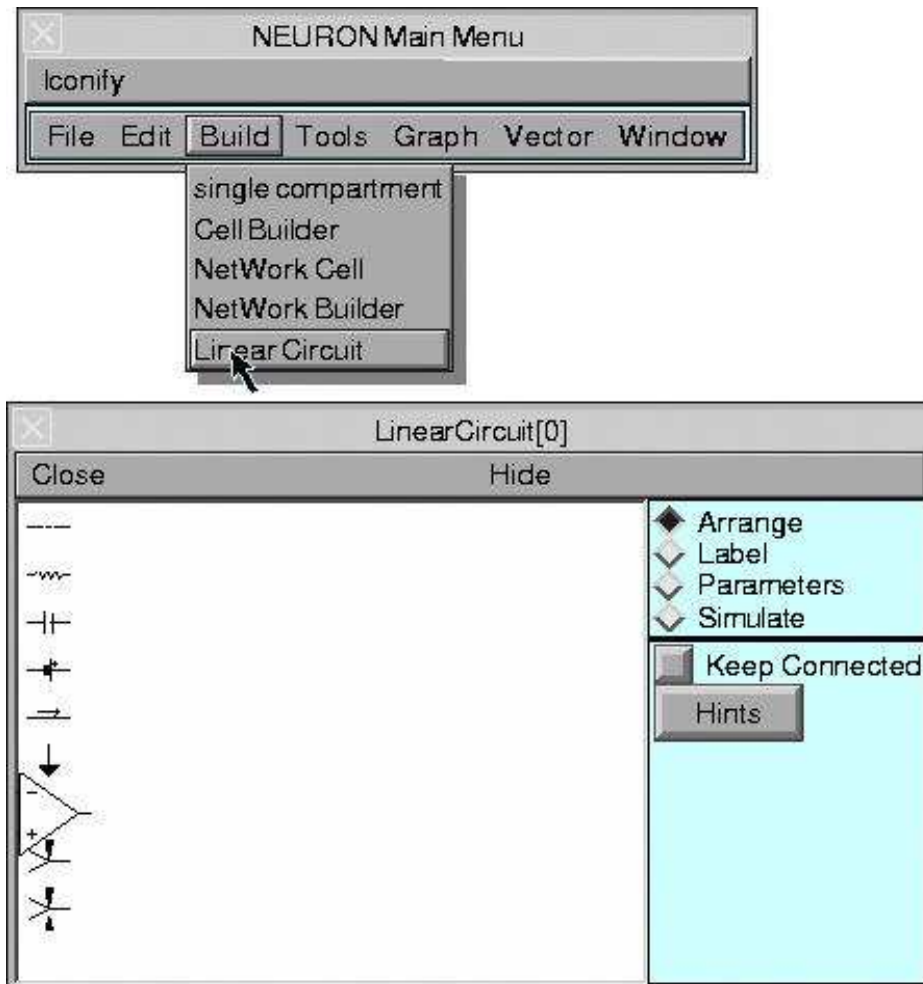 NEURON Main Menu
Iconify
File Edit Build Tools Graph Vector Window
single compartment
Cell Builder
NetWork Cell
NetWork Builder
Linear Circuit
LinearCircuit[0]
Close Hide
Arrange
Label
Parameters
Simulate
Keep Connected
Hints